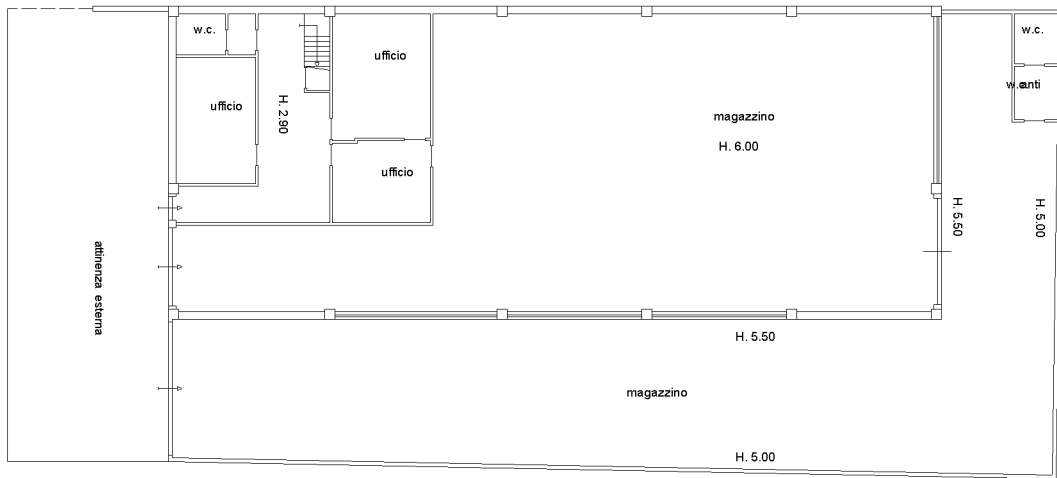 w.c.
ufficio
w.c.
w.c.
anti
ufficio
H. 2.90
magazzino
H. 6.00
ufficio
H. 5.50
H. 5.00
attinenza esterna
H. 5.50
magazzino
H. 5.00